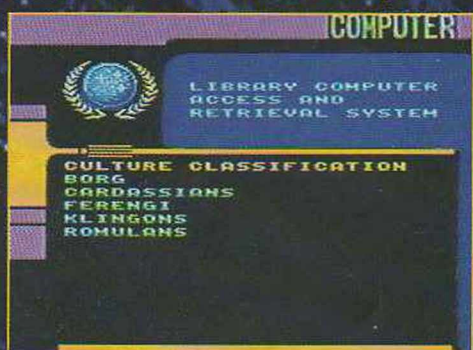 COMPUTER
LIBRARY COMPUTER
ACCESS AND
RETRIEVAL SYSTEM
CULTURE CLASSIFICATION
BORG
CARDASSIANS
FERENGI
KLINGONS
ROMULANS